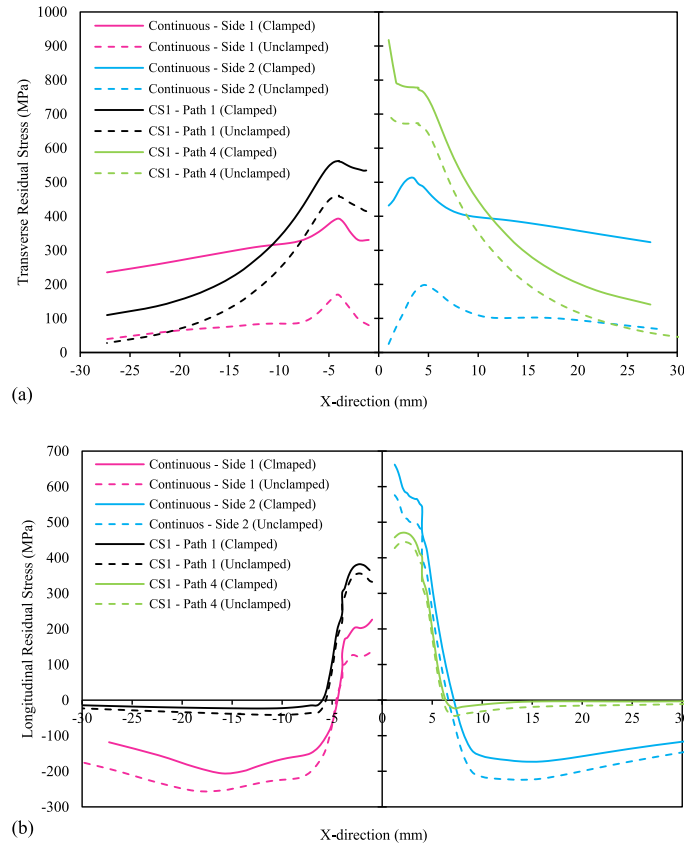 1000
900
800
700
600
500
400
300
200
100
0
Transverse Residual Stress (MPa)
Continuous - Side 1 (Clamped)
Continuous - Side 1 (Unclamped)
Continuous - Side 2 (Clamped)
Continuous - Side 2 (Unclamped)
CS1 - Path 1 (Clamped)
CS1 - Path 1 (Unclamped)
CS1 - Path 4 (Clamped)
CS1 - Path 4 (Unclamped)
-30 -25 -20 -15 -10 -5 0 5 10 15 20 25 30
X-direction (mm)
(a)
700
600
500
400
300
200
100
0
-100
-200
-300
Longitudinal Residual Stress (MPa)
Continuous - Side 1 (Clmaped)
Continuous - Side 1 (Unclamped)
Continuous - Side 2 (Clamped)
Continuos - Side 2 (Unclamped)
CS1 - Path 1 (Clamped)
CS1 - Path 1 (Unclamped)
CS1 - Path 4 (Clamped)
CS1 - Path 4 (Unclamped)
-30 -25 -20 -15 -10 -5 0 5 10 15 20 25 30
X-direction (mm)
(b)